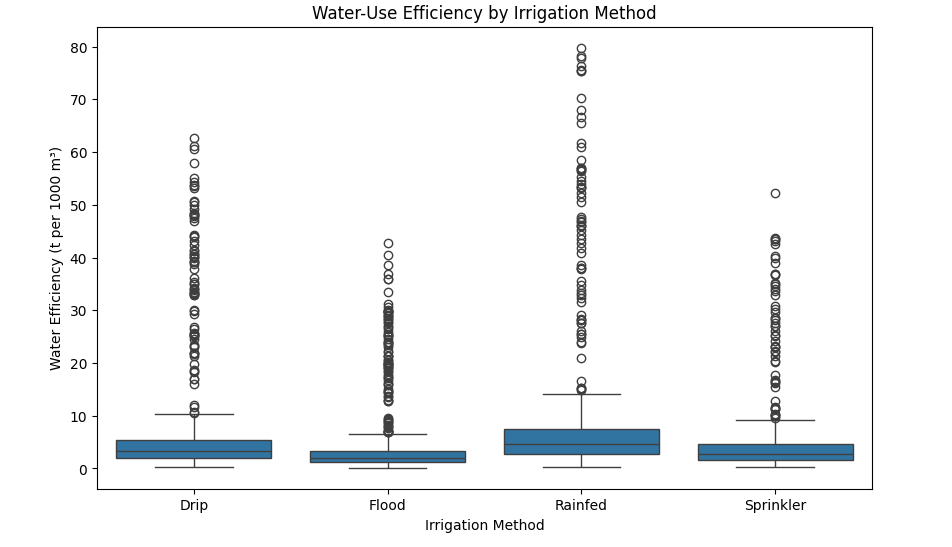 Water-Use Efficiency by Irrigation Method
Water Efficiency (t per 1000 m³)
80
70
60
50
40
30
20
10
0
Drip Flood Rainfed Sprinkler
Irrigation Method